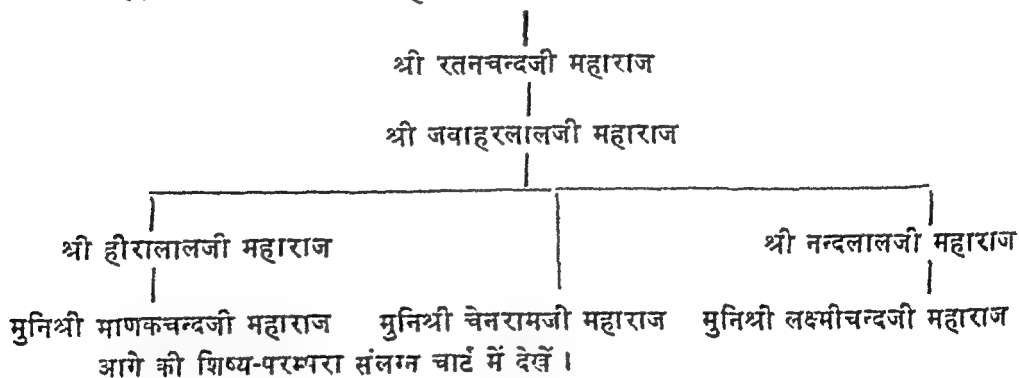 श्री रतनचन्दजी महाराज
श्री जवाहरलालजी महाराज
श्री हीरालालजी महाराज श्री नन्दलालजी महाराज
मुनिश्री माणकचन्दजी महाराज मुनिश्री चेनरामजी महाराज मुनिश्री लक्ष्मीचन्दजी महाराज
आगे की शिष्य-परम्परा संलग्न चार्ट में देखें ।